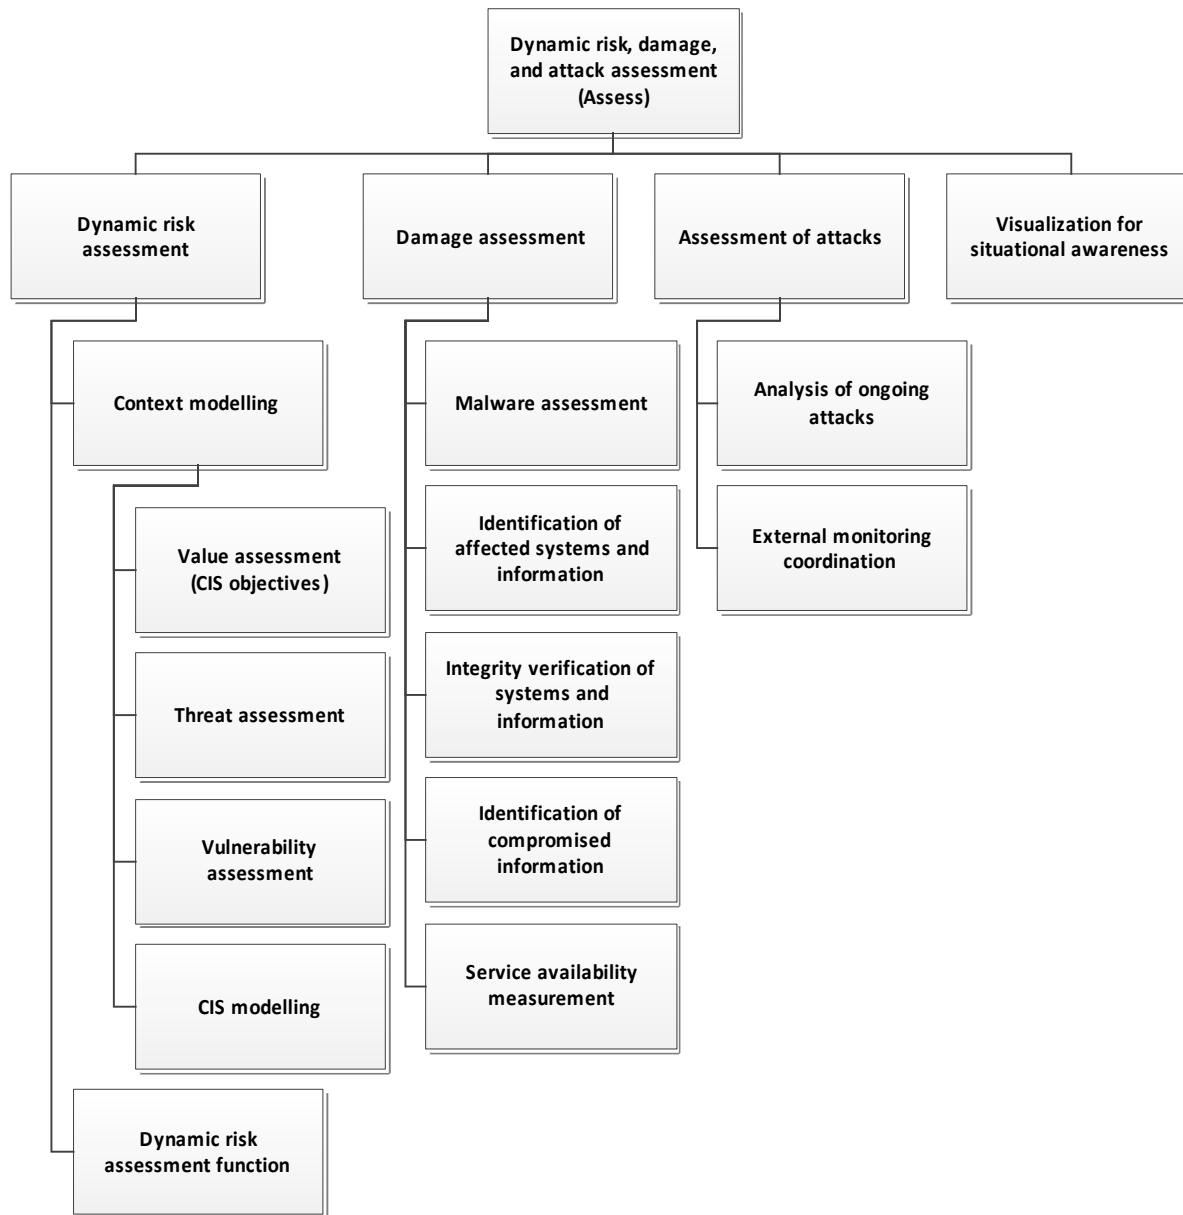 Dynamic risk, damage,
and attack assessment
(Assess)
Dynamic risk
assessment
Damage assessment
Assessment of attacks
Visualization for
situational awareness
Context modelling
Malware assessment
Analysis of ongoing
attacks
Value assessment
(CIS objectives)
Identification of
affected systems and
information
External monitoring
coordination
Threat assessment
Integrity verification of
systems and
information
Vulnerability
assessment
Identification of
compromised
information
CIS modelling
Service availability
measurement
Dynamic risk
assessment function